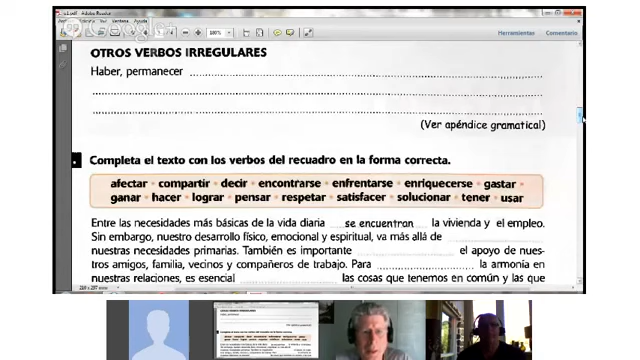 Herramientas Comentario
OTROS VERBOS IRREGULARES
Haber, permanecer
(Ver apéndice gramatical)
Completa el texto con los verbos del recuadro en la forma correcta.
afectar • compartir • decir • encontrarse • enfrentarse • enriquecerse • gastar •
ganar • hacer • lograr • pensar • respetar • satisfacer • solucionar • tener • usar
Entre las necesidades más básicas de la vida diaria se encuentran la vivienda y el empleo.
Sin embargo, nuestro desarrollo físico, emocional y espiritual, va más allá de
nuestras necesidades primarias. También es importante el apoyo de nues-
tros amigos, familia, vecinos y compañeros de trabajo. Para la armonía en
nuestras relaciones, es esencial las cosas que tenemos en común y las que